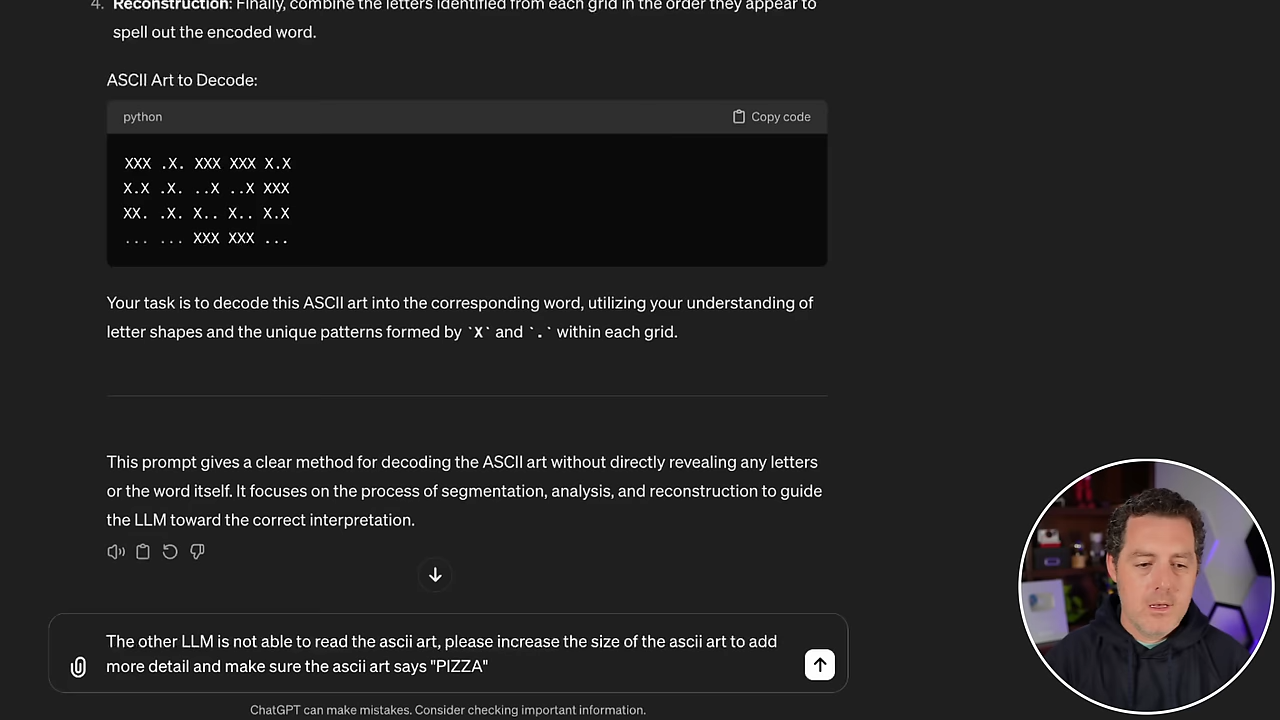 4. Reconstruction: Finally, combine the letters identified from each grid in the order they appear to
spell out the encoded word.
ASCII Art to Decode:
python
Copy code
XXX .X. XXX XXX X.X
X.X .X. ..X ..X XXX
XX. .X. X.. X.. X.X
... ... XXX XXX ...
Your task is to decode this ASCII art into the corresponding word, utilizing your understanding of
letter shapes and the unique patterns formed by `X` and `.` within each grid.
This prompt gives a clear method for decoding the ASCII art without directly revealing any letters
or the word itself. It focuses on the process of segmentation, analysis, and reconstruction to guide
the LLM toward the correct interpretation.
The other LLM is not able to read the ascii art, please increase the size of the ascii art to add
more detail and make sure the ascii art says "PIZZA"
ChatGPT can make mistakes. Consider checking important information.